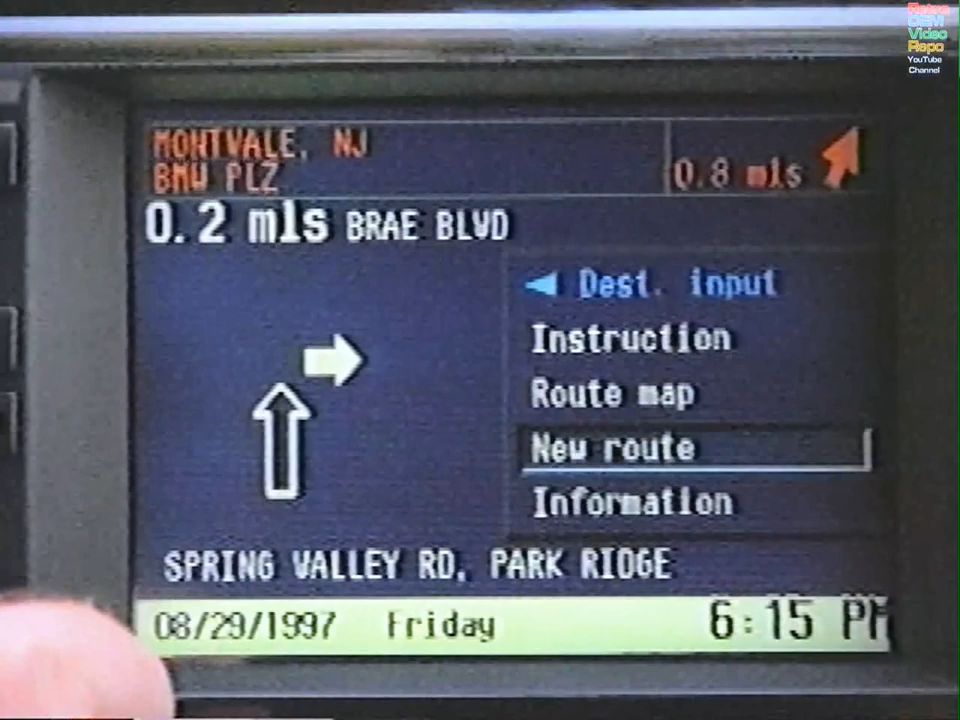 Retro
OEM
Video
Repo
YouTube
Channel
MONTVALE, NJ
BMW PLZ
0.8 mls
0.2 mls BRAE BLVD
Dest. input
Instruction
Route map
New route
Information
SPRING VALLEY RD, PARK RIDGE
08/29/1997 Friday 6:15 PM